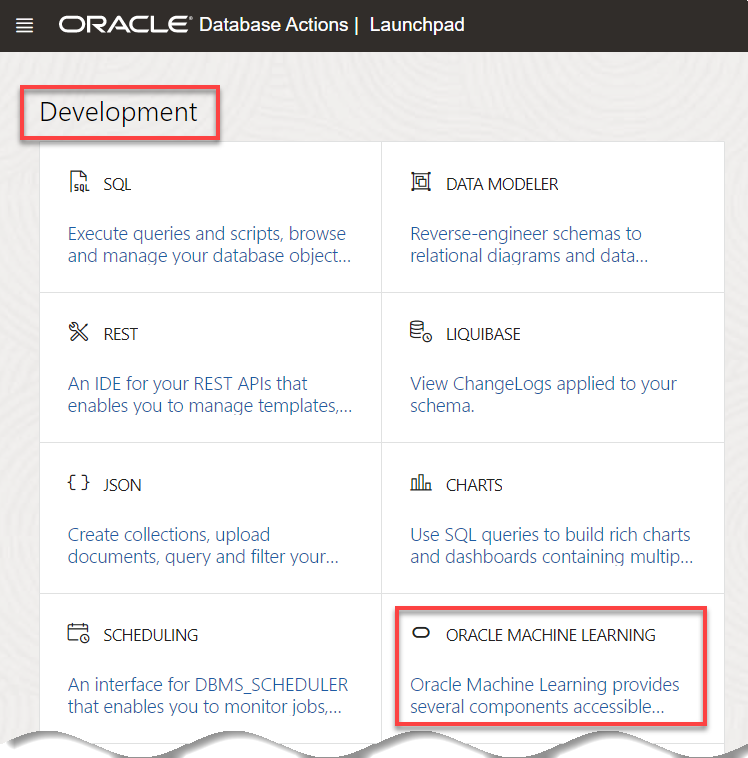 ORACLE® Database Actions | Launchpad
Development
SQL
SQL
Execute queries and scripts, browse
and manage your database object...
DATA MODELER
Reverse-engineer schemas to
relational diagrams and data...
REST
An IDE for your REST APIs that
enables you to manage templates,...
LIQUIBASE
View ChangeLogs applied to your
schema.
{ } JSON
Create collections, upload
documents, query and filter your...
CHARTS
Use SQL queries to build rich charts
and dashboards containing multip...
SCHEDULING
An interface for DBMS_SCHEDULER
that enables you to monitor jobs,...
ORACLE MACHINE LEARNING
Oracle Machine Learning provides
several components accessible...